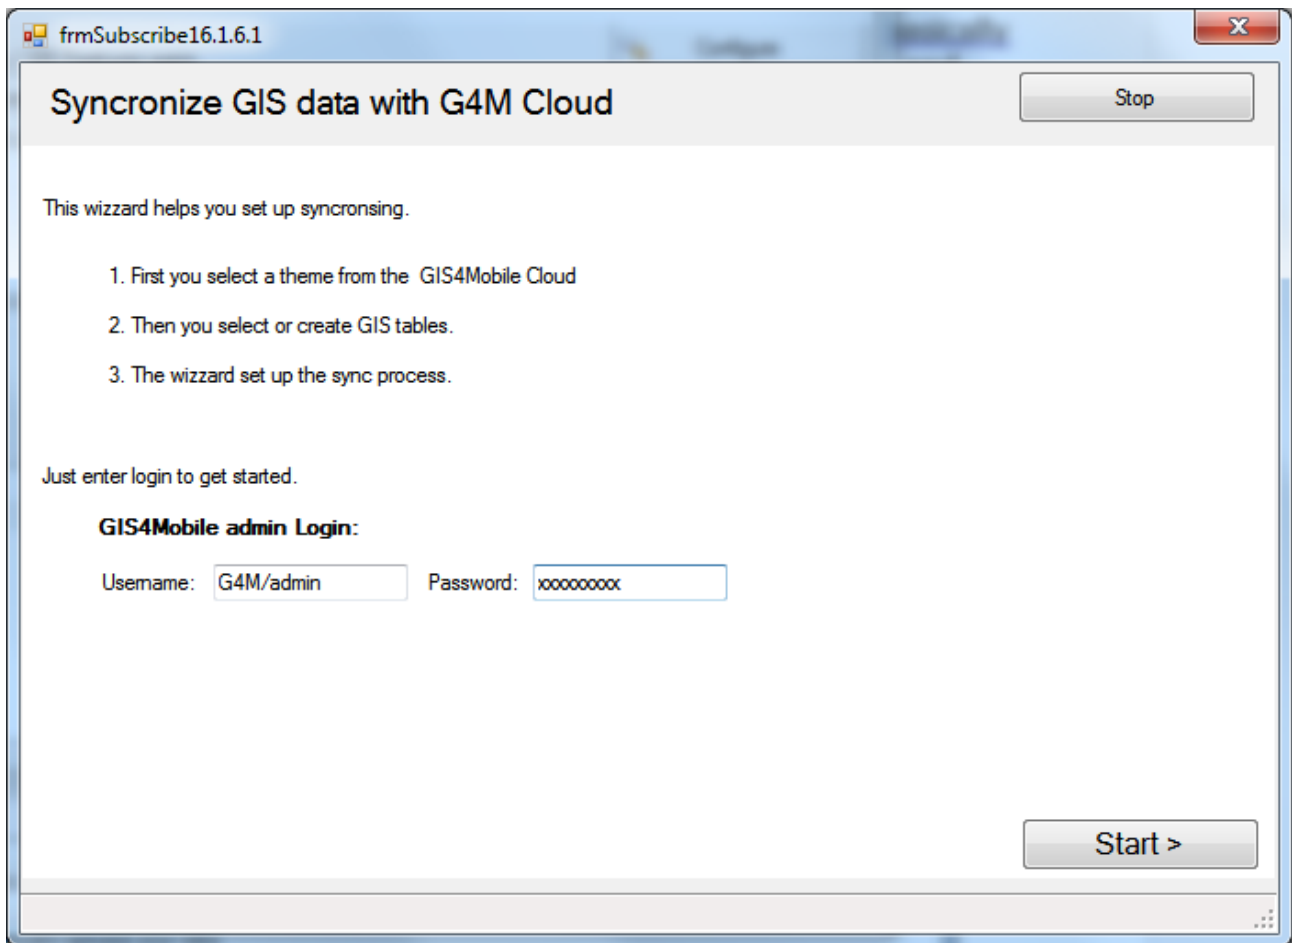 frmSubscribe16.1.6.1
Configure
Syncronize GIS data with G4M Cloud
Stop
This wizzard helps you set up syncronsing.
1. First you select a theme from the GIS4Mobile Cloud
2. Then you select or create GIS tables.
3. The wizzard set up the sync process.
Just enter login to get started.
GIS4Mobile admin Login:
Username: G4M/admin Password: xxxxxxxxx
Start >